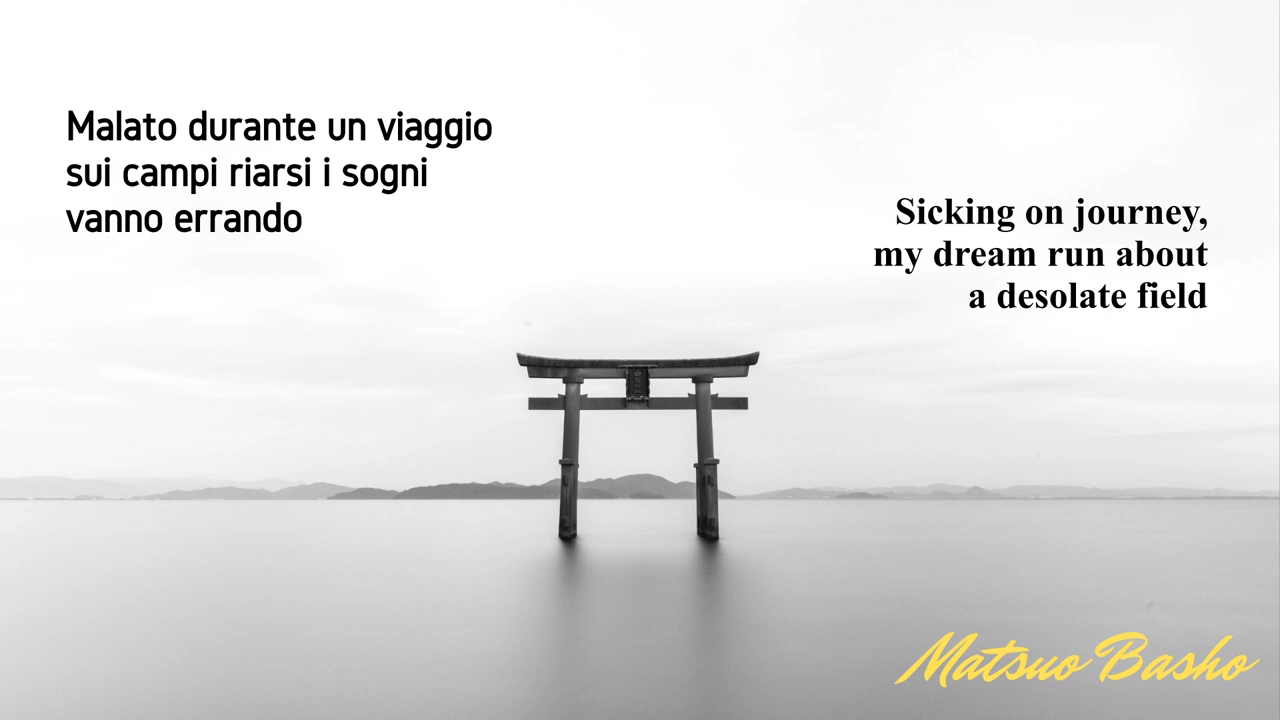 Malato durante un viaggio
sui campi riarsi i sogni
vanno errando
Sicking on journey,
my dream run about
a desolate field
Matsuo Basho